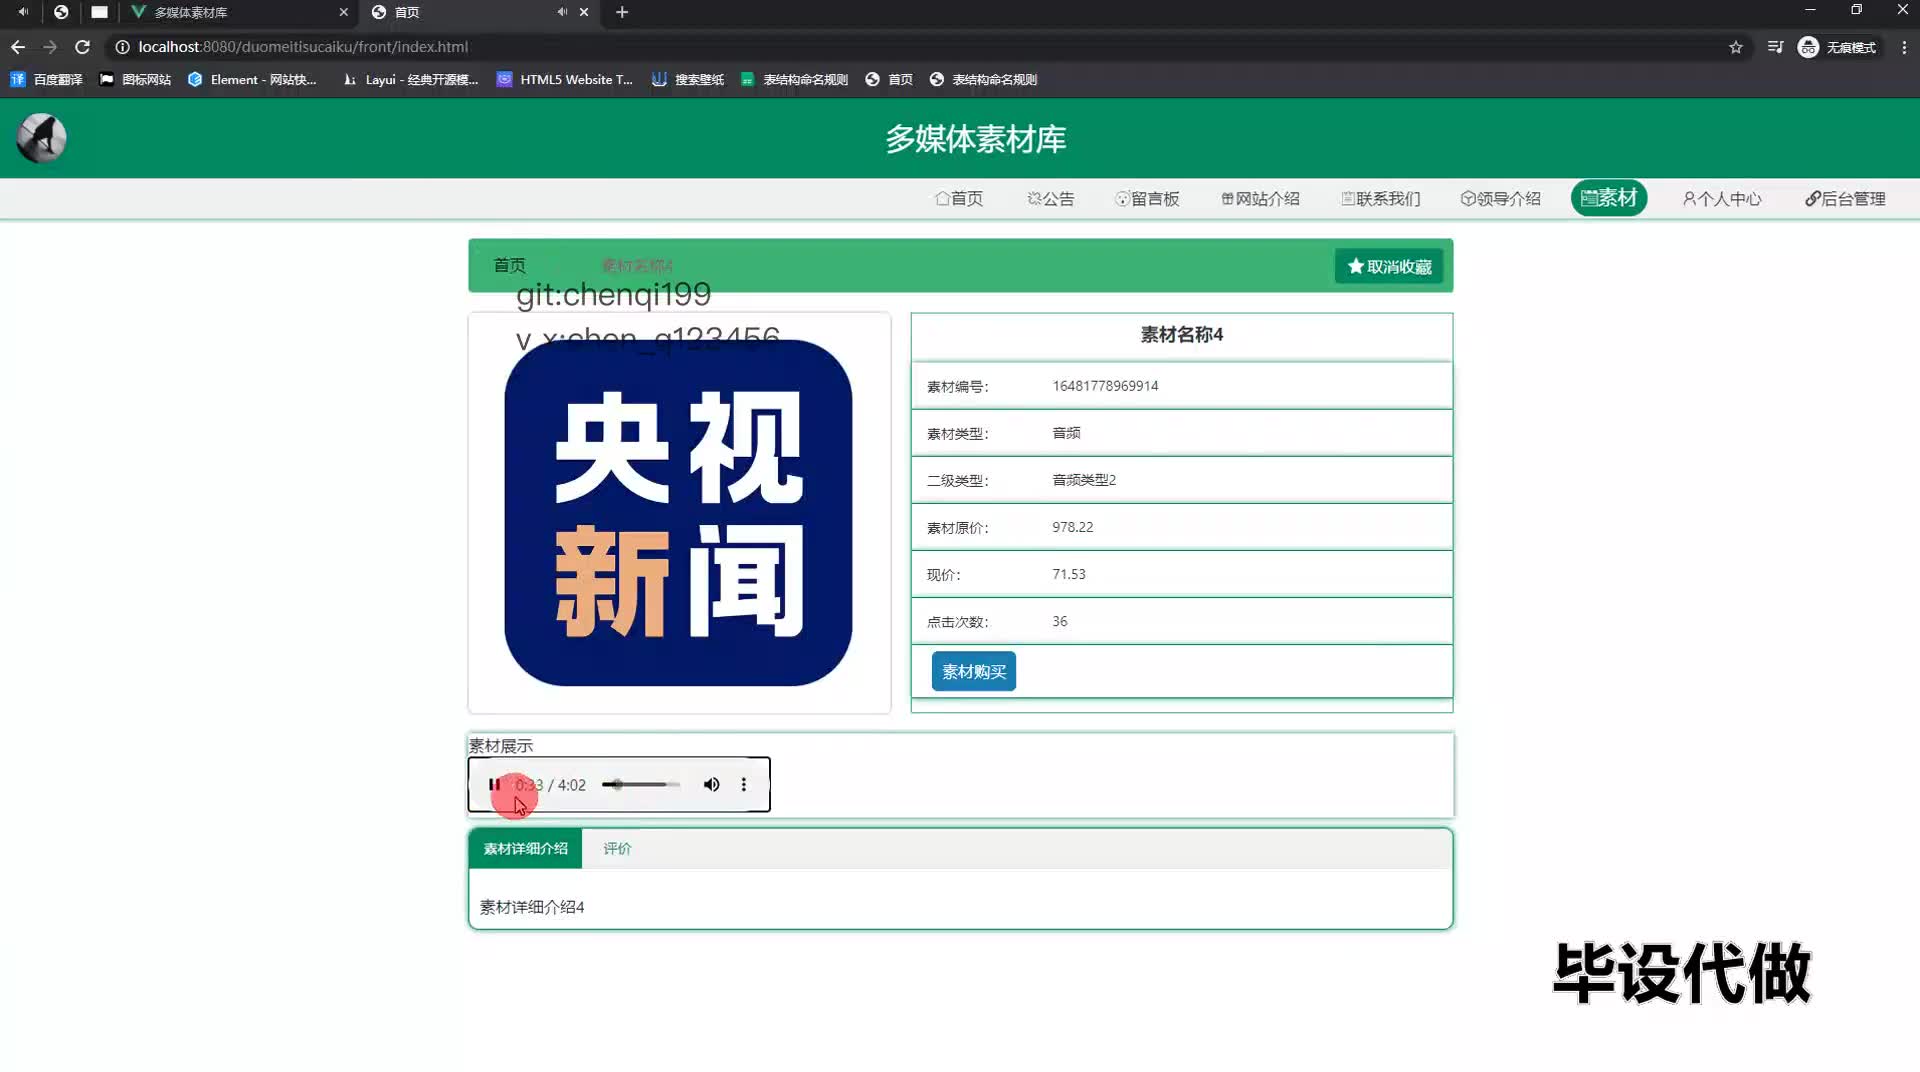 多媒体素材库
首页
localhost:8080/duomeitisucaiku/front/index.html
无痕模式
百度翻译
图标网站
Element - 网站快...
Layui - 经典开源模...
HTML5 Website T...
搜索壁纸
表结构命名规则
首页
表结构命名规则
多媒体素材库
首页
公告
留言板
网站介绍
联系我们
领导介绍
素材
个人中心
后台管理
首页
素材名称4
取消收藏
git:chenqi199
v x:chen_q123456
央视
新闻
素材名称4
素材编号: 16481778969914
素材类型: 音频
二级类型: 音频类型2
素材原价: 978.22
现价: 71.53
点击次数: 36
素材购买
素材展示
0:33 / 4:02
素材详细介绍
评价
素材详细介绍4
毕设代做